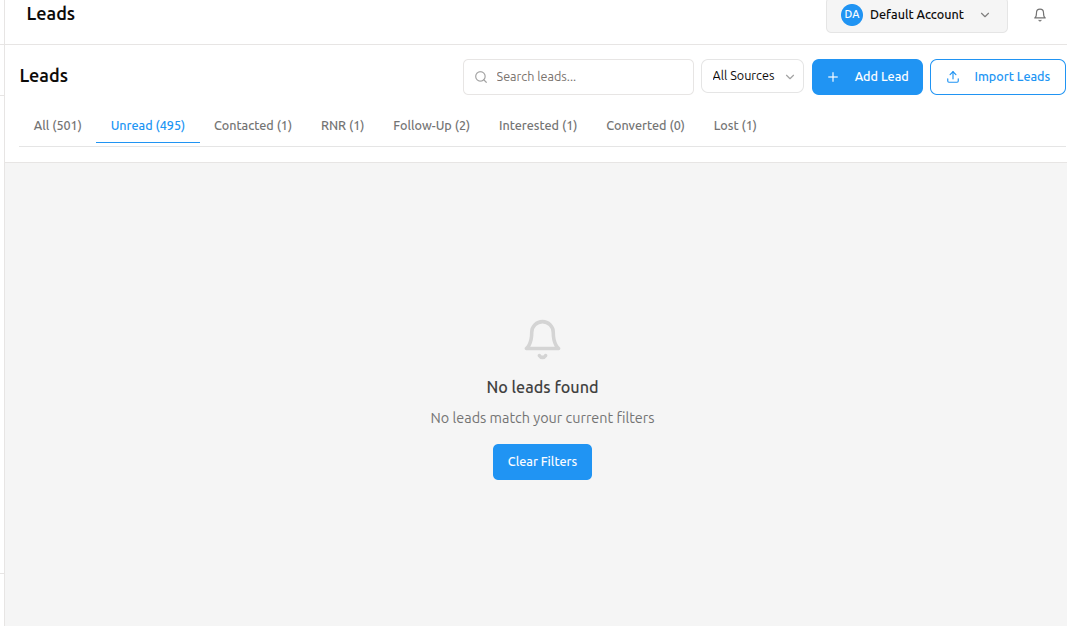 Leads
DA Default Account
Leads
Search leads...
All Sources
Add Lead
Import Leads
All (501) Unread (495) Contacted (1) RNR (1) Follow-Up (2) Interested (1) Converted (0) Lost (1)
No leads found
No leads match your current filters
Clear Filters